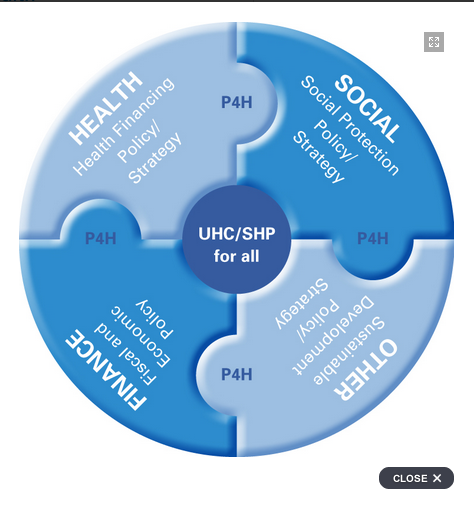 HEALTH
Health Financing
Policy/
Strategy
P4H
SOCIAL
Social Protection
Policy/
Strategy
P4H
UHC/SHP
for all
P4H
FINANCE
Fiscal and
Economic
Policy
P4H
OTHER
Sustainable
Development
Policy/
Strategy
CLOSE